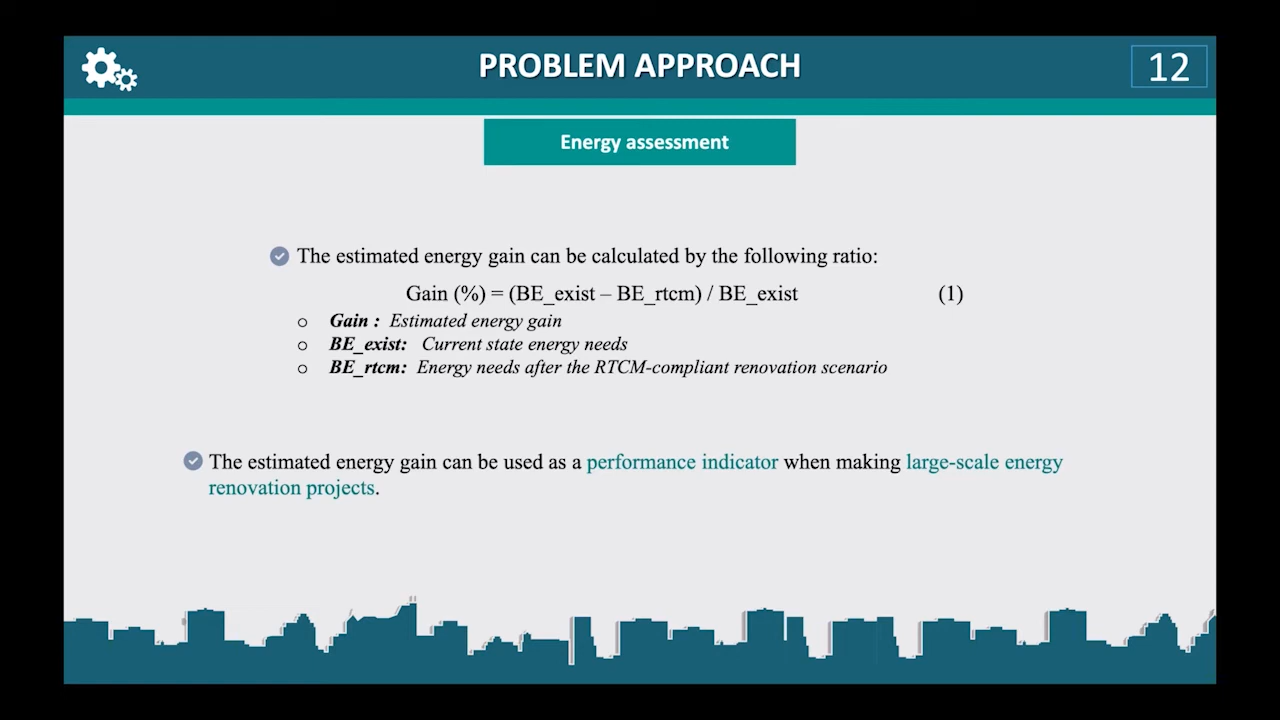 PROBLEM APPROACH
12
Energy assessment
The estimated energy gain can be calculated by the following ratio:
Gain (%) = (BE_exist – BE_rtcm) / BE_exist (1)
o Gain : Estimated energy gain
o BE_exist: Current state energy needs
o BE_rtcm: Energy needs after the RTCM-compliant renovation scenario
The estimated energy gain can be used as a performance indicator when making large-scale energy
renovation projects.